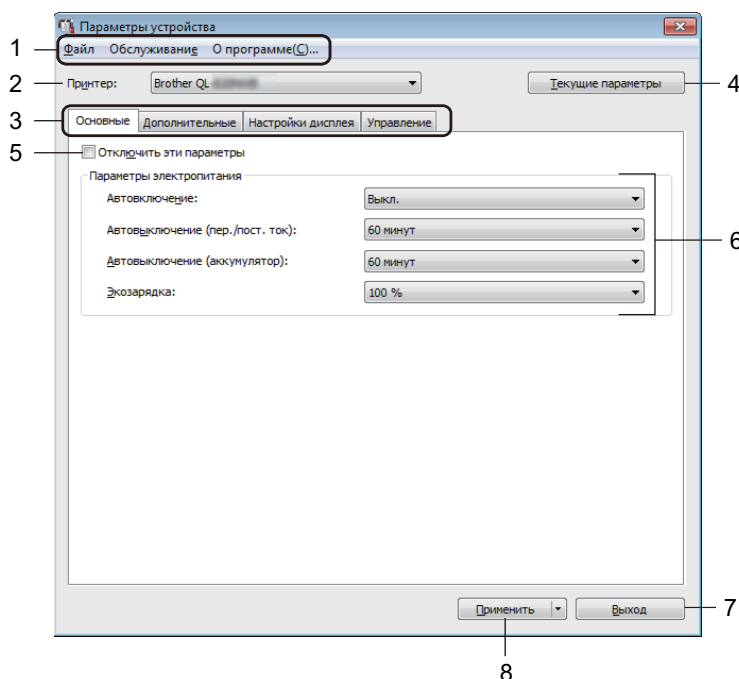 Параметры устройства
1
Файл Обслуживание О программе(С)...
2
Принтер:
Brother QL
Текущие параметры
4
3
Основные Дополнительные Настройки дисплея Управление
5
Отключить эти параметры
Параметры электропитания
Автовключение:
Выкл.
Автовыключение (пер./пост. ток):
60 минут
6
Автовыключение (аккумулятор):
60 минут
Экозарядка:
100 %
Применить
Выход
7
8